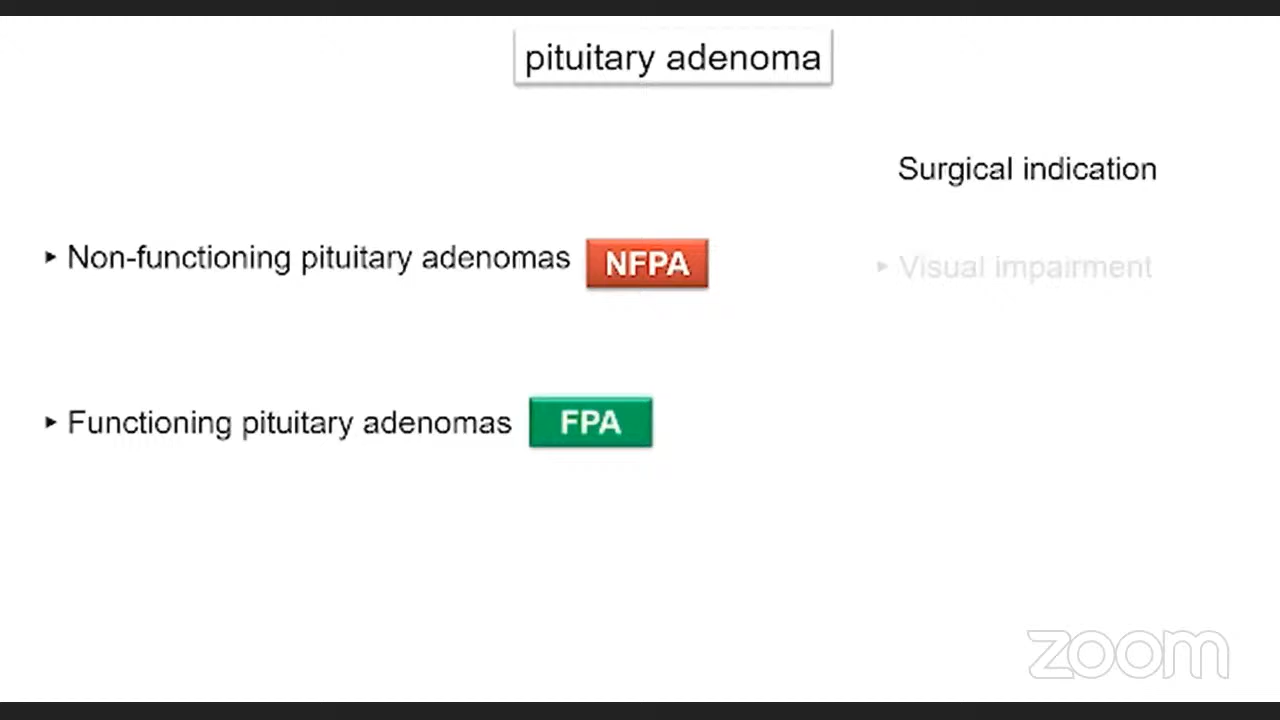 pituitary adenoma
Surgical indication
‣ Non-functioning pituitary adenomas NFPA
‣ Visual impairment
‣ Functioning pituitary adenomas FPA
zoom